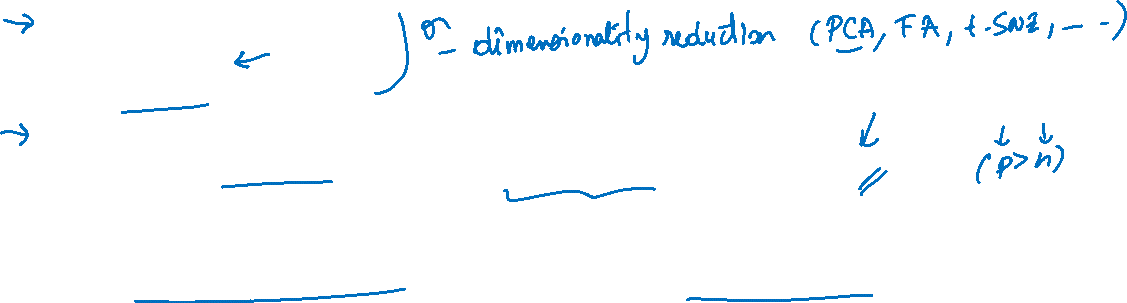 or dimensionality reduction (PCA, FA, t-SNE, - -)
(p>n)